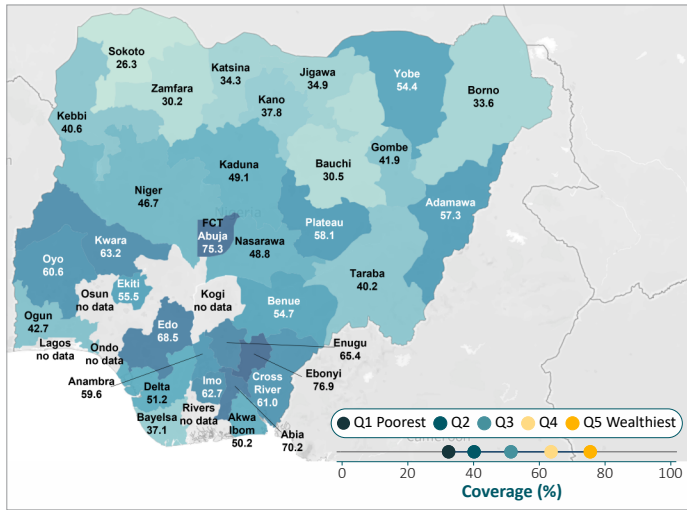 Sokoto
26.3
Katsina
34.3
Jigawa
34.9
Yobe
54.4
Zamfara
30.2
Borno
33.6
Kano
37.8
Kebbi
40.6
Gombe
41.9
Bauchi
30.5
Kaduna
49.1
Niger
46.7
Adamawa
57.3
FCT
Abuja
75.3
Plateau
58.1
Kwara
63.2
Nasarawa
48.8
Oyo
60.6
Taraba
40.2
Ekiti
55.5
Osun
no data
Kogi
no data
Benue
54.7
Ogun
42.7
Edo
68.5
Lagos
no data
Ondo
no data
Enugu
65.4
Ebonyi
76.9
Anambra
59.6
Delta
51.2
Imo
62.7
Cross
River
61.0
Rivers
no data
Bayelsa
37.1
Akwa
Ibom
50.2
Abia
70.2
Q1 Poorest Q2 Q3 Q4 Q5 Wealthiest
Cameroon
0 20 40 60 80 100
Coverage (%)